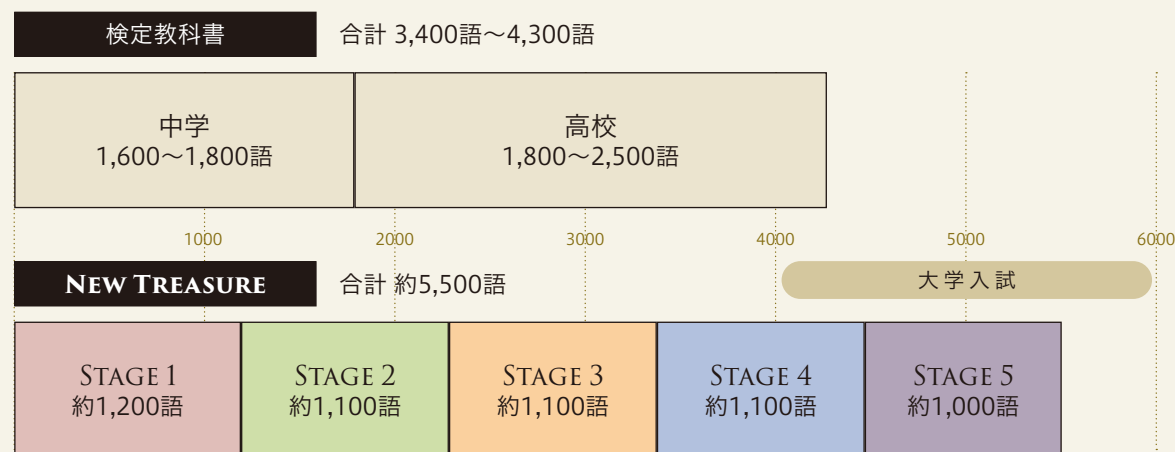 検定教科書
合計 3,400語～4,300語
中学
1,600～1,800語
高校
1,800～2,500語
1000
2000
3000
4000
5000
6000
NEW TREASURE
合計 約5,500語
大学入試
STAGE 1
約1,200語
STAGE 2
約1,100語
STAGE 3
約1,100語
STAGE 4
約1,100語
STAGE 5
約1,000語